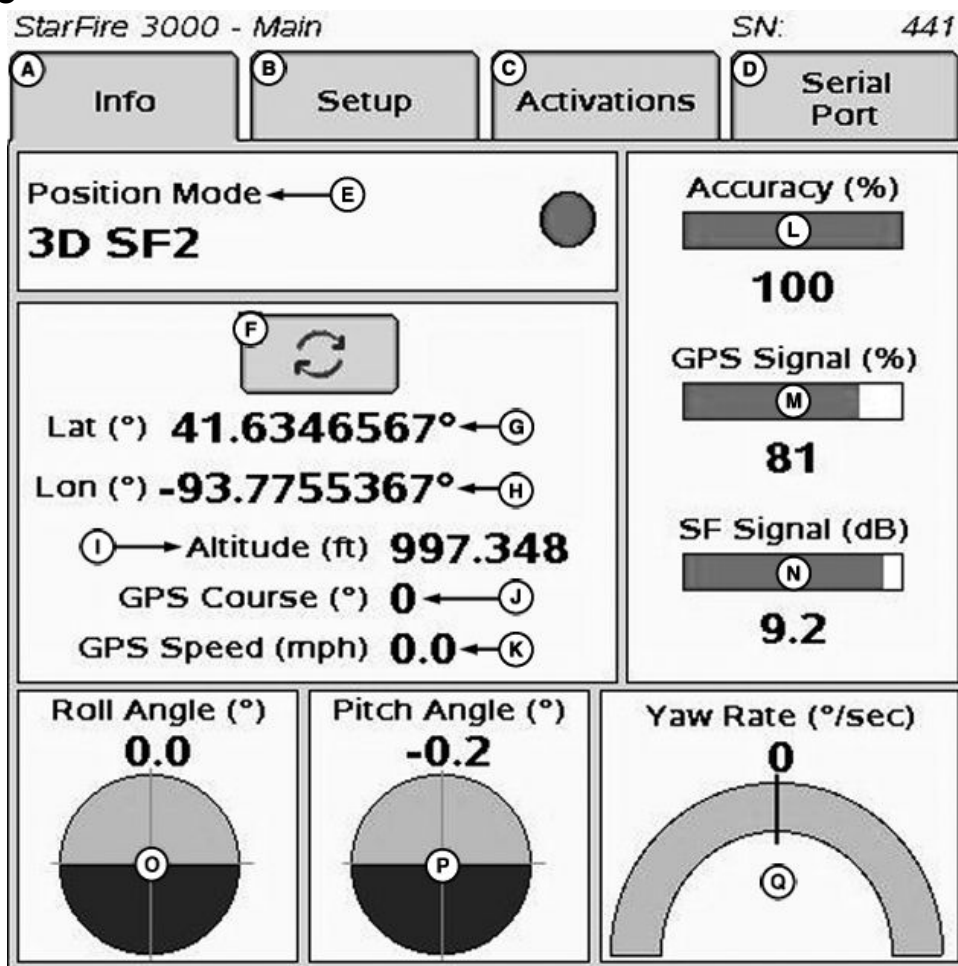 StarFire 3000 - Main SN: 441
A Info
B Setup
C Activations
D Serial
Port
Position Mode E
3D SF2
F
Lat (°) 41.6346567° G
Lon (°) -93.7755367° H
I Altitude (ft) 997.348
GPS Course (°) 0 J
GPS Speed (mph) 0.0 K
Accuracy (%)
L
100
GPS Signal (%)
M
81
SF Signal (dB)
N
9.2
Roll Angle (°)
0.0
O
Pitch Angle (°)
-0.2
P
Yaw Rate (°/sec)
0
Q